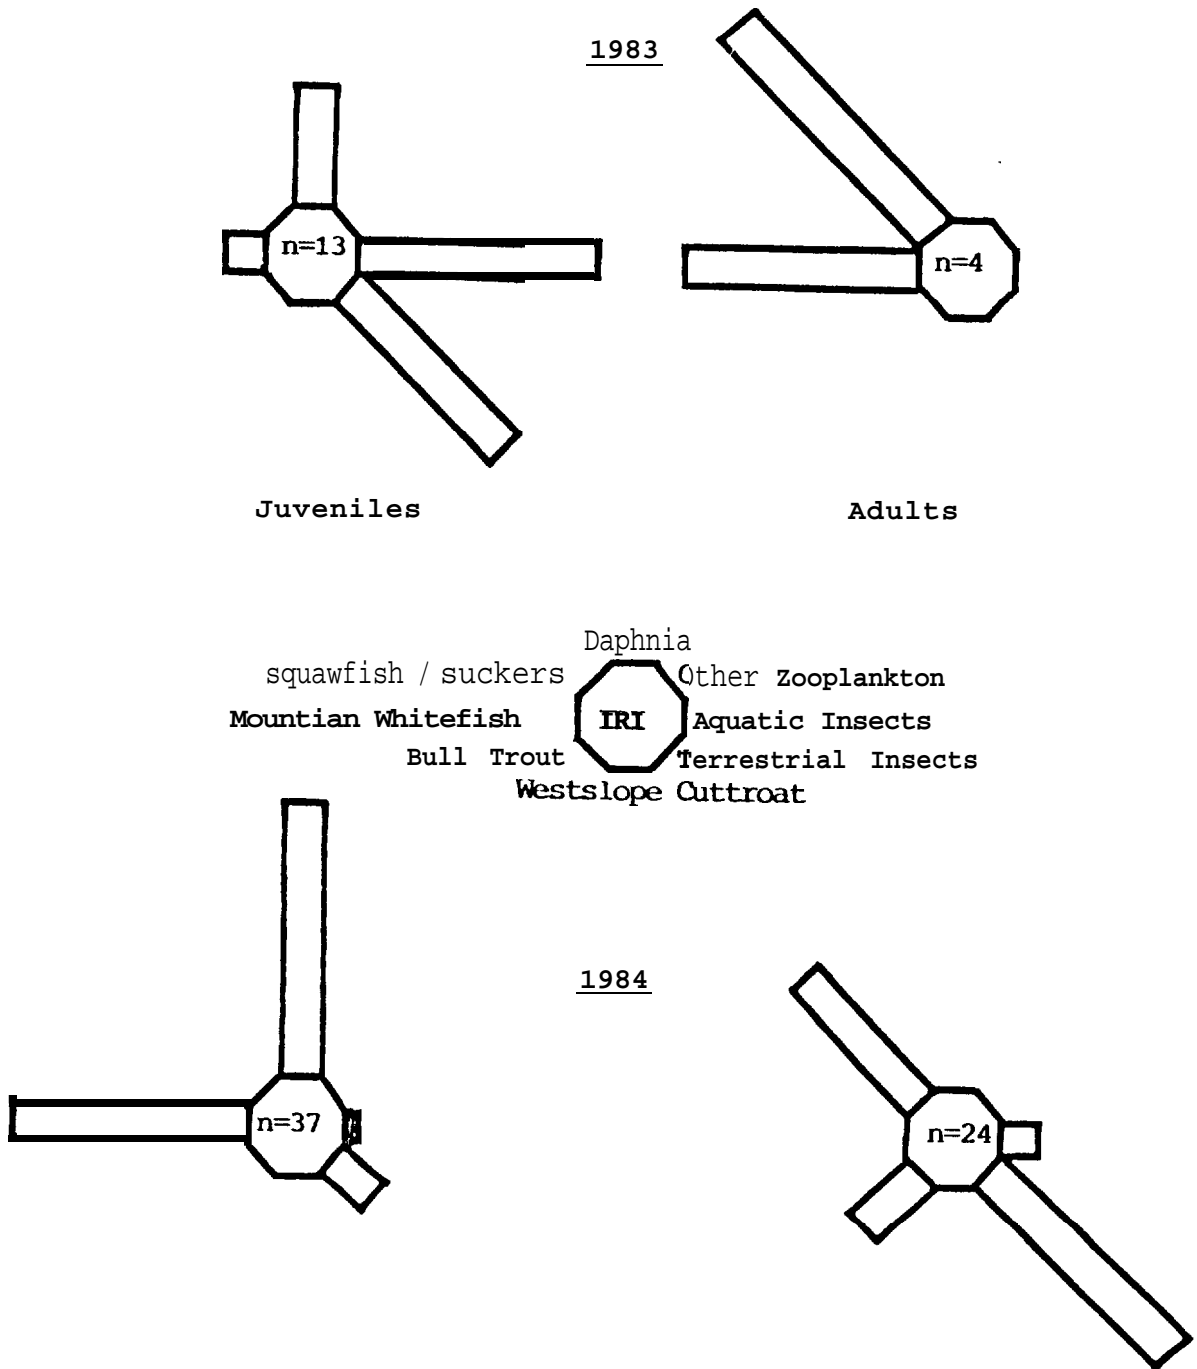 1983
n=13
n=4
Juveniles Adults
Daphnia
squawfish / suckers Other Zooplankton
Mountian Whitefish IRI Aquatic Insects
Bull Trout Terrestrial Insects
Westslope Cuttroat
1984
n=37
n=24